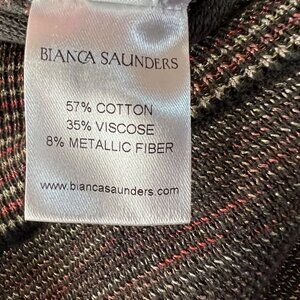 BIANCA SAUNDERS
57% COTTON
35% VISCOSE
8% METALLIC FIBER
www.biancasaunders.com